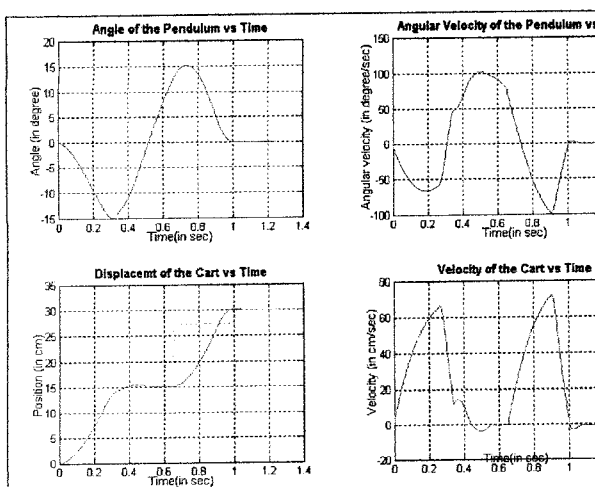 Angle of the Pendulum vs Time
Angle (in degree)
15
10
5
0
-5
-10
-15
0 0.2 0.4 0.6 0.8 1 1.2 1.4
Time(in sec)
Angular Velocity of the Pendulum vs
Angular velocity (in degree/sec)
150
100
50
0
-50
-100
0 0.2 0.4 0.6 0.8 1
Time(in sec)
Displacemt of the Cart vs Time
Position (in cm)
35
30
25
20
15
10
5
0
0 0.2 0.4 0.6 0.8 1 1.2 1.4
Time(in sec)
Velocity of the Cart vs Time
Velocity (in cm/sec)
80
60
40
20
0
-20
0 0.2 0.4 0.6 0.8 1
Time(in sec)